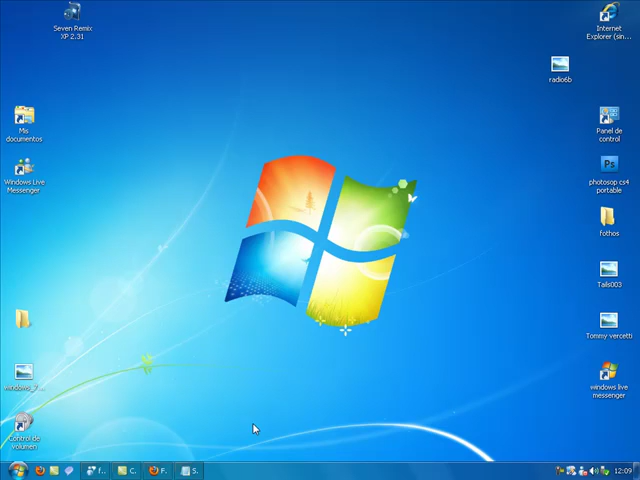 Seven Remix
XP 2.31
Internet
Explorer (sin...
radio6b
Mis
documentos
Panel de
control
Windows Live
Messenger
Ps
photosop cs4
portable
fothos
Tails003
Tommy vercetti
windows_7...
windows live
messenger
Control de
volumen
f..
C.
F.
S.
12:09